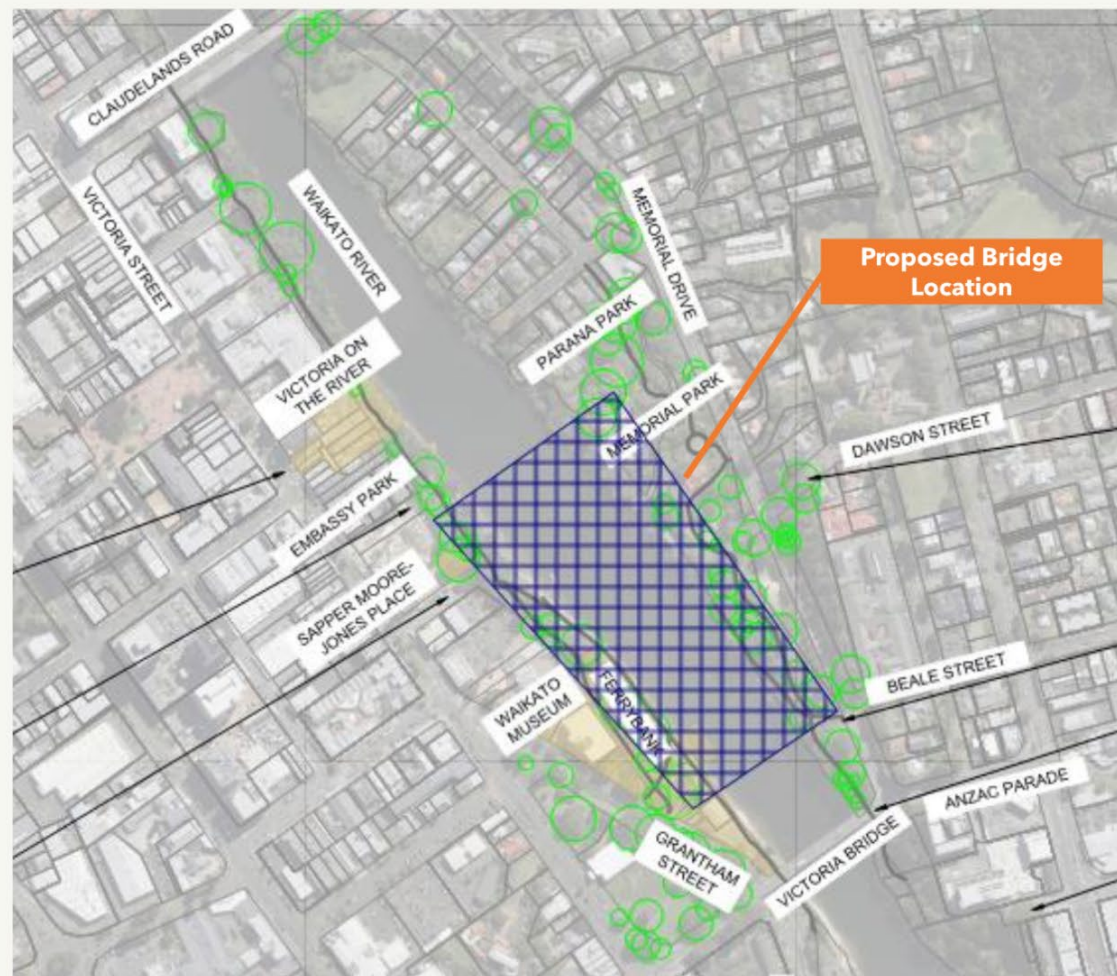 CLAUDELANDS ROAD
VICTORIA STREET
WAIKATO RIVER
MEMORIAL DRIVE
Proposed Bridge
Location
PARANA PARK
VICTORIA ON
THE RIVER
MEMORIAL PARK
DAWSON STREET
EMBASSY PARK
SAPPER MOORE-
JONES PLACE
WAIKATO
MUSEUM
FERRYBANK
BEALE STREET
ANZAC PARADE
GRANTHAM
STREET
VICTORIA BRIDGE